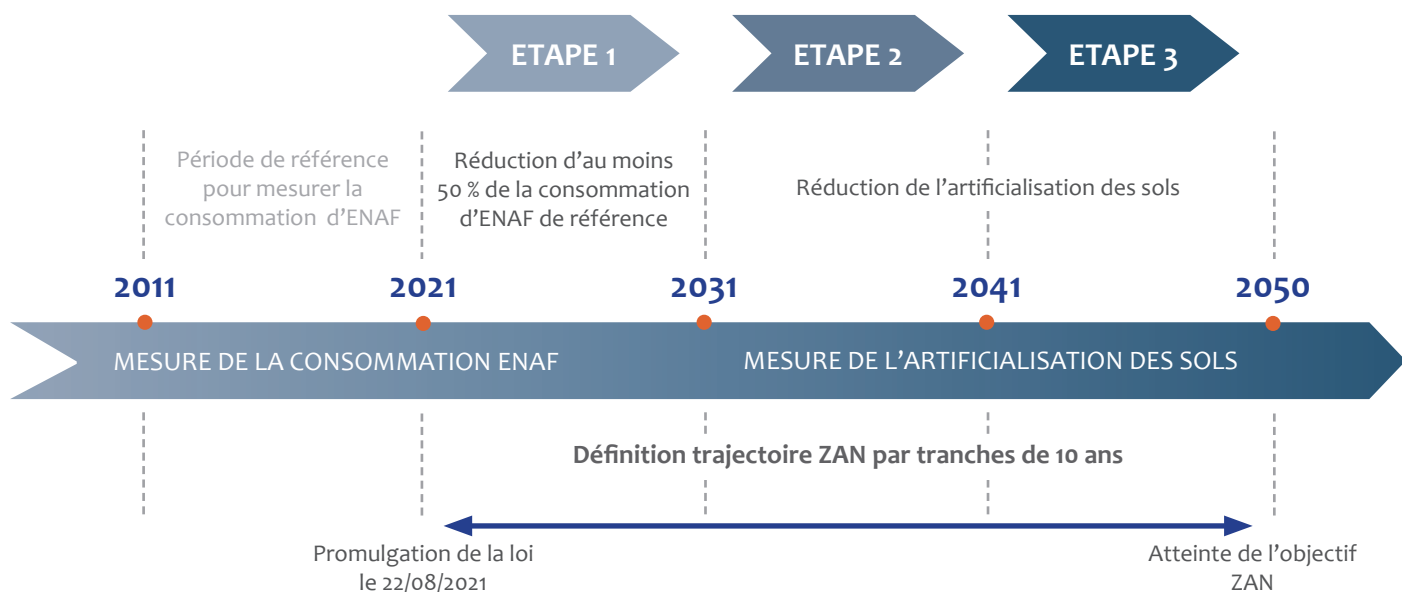 ETAPE 1
ETAPE 2
ETAPE 3
Période de référence
pour mesurer la
consommation d’ENAF
Réduction d’au moins
50 % de la consommation
d’ENAF de référence
Réduction de l’artificialisation des sols
2011
2021
2031
2041
2050
MESURE DE LA CONSOMMATION ENAF
MESURE DE L’ARTIFICIALISATION DES SOLS
Définition trajectoire ZAN par tranches de 10 ans
Promulgation de la loi
le 22/08/2021
Atteinte de l’objectif
ZAN